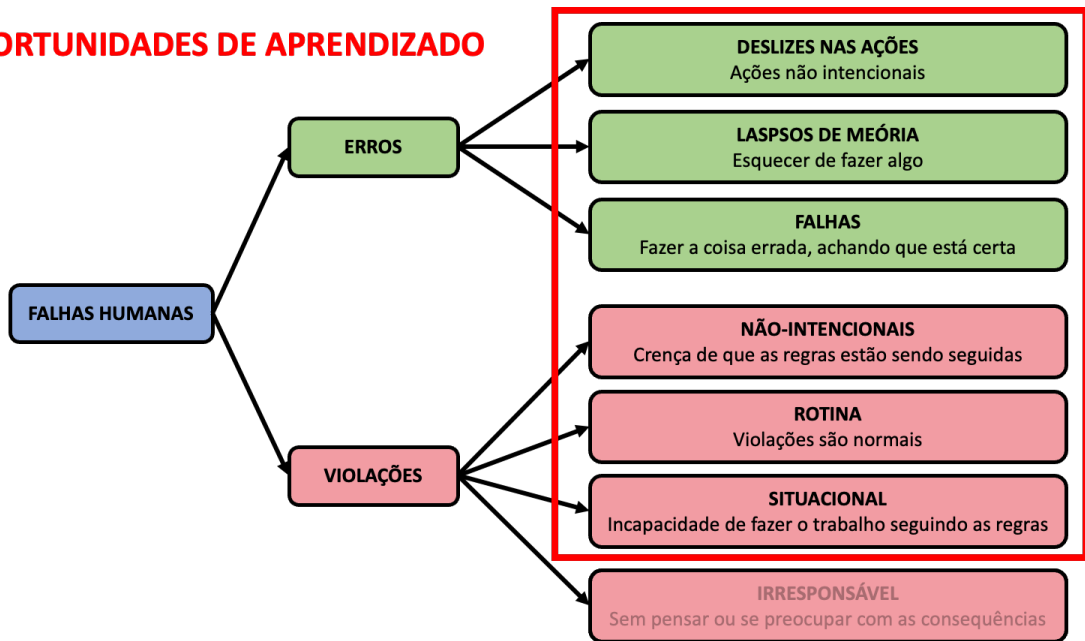 ORTUNIDADES DE APRENDIZADO
DESLIZES NAS AÇÕES
Ações não intencionais
ERROS
LASPSOS DE MEÓRIA
Esquecer de fazer algo
FALHAS
Fazer a coisa errada, achando que está certa
FALHAS HUMANAS
NÃO-INTENCIONAIS
Crença de que as regras estão sendo seguidas
ROTINA
Violações são normais
VIOLAÇÕES
SITUACIONAL
Incapacidade de fazer o trabalho seguindo as regras
IRRESPONSÁVEL
Sem pensar ou se preocupar com as consequências